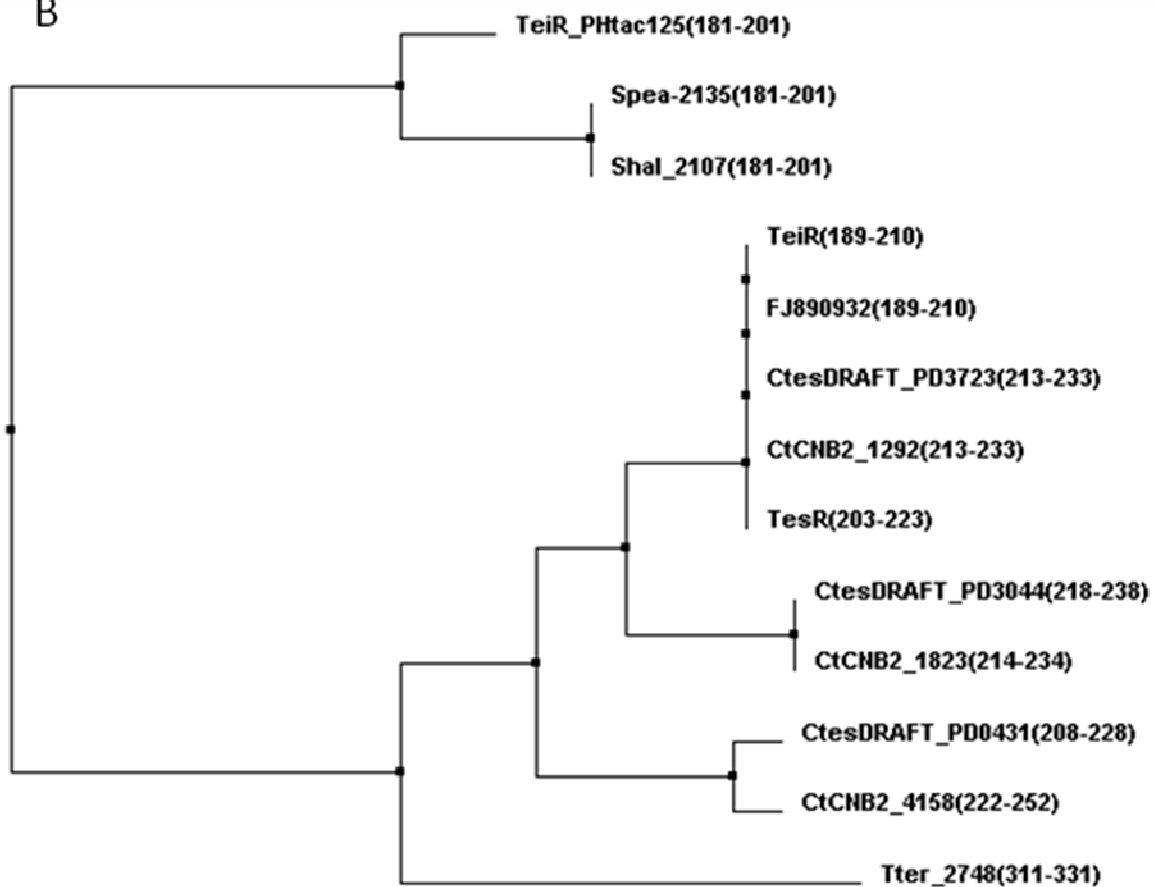 B
TeiR_PHtac125(181-201)
Spea-2135(181-201)
Shal_2107(181-201)
TeiR(189-210)
FJ890932(189-210)
CtesDRAFT_PD3723(213-233)
CtCNB2_1292(213-233)
TesR(203-223)
CtesDRAFT_PD3044(218-238)
CtCNB2_1823(214-234)
CtesDRAFT_PD0431(208-228)
CtCNB2_4158(222-252)
Tter_2748(311-331)